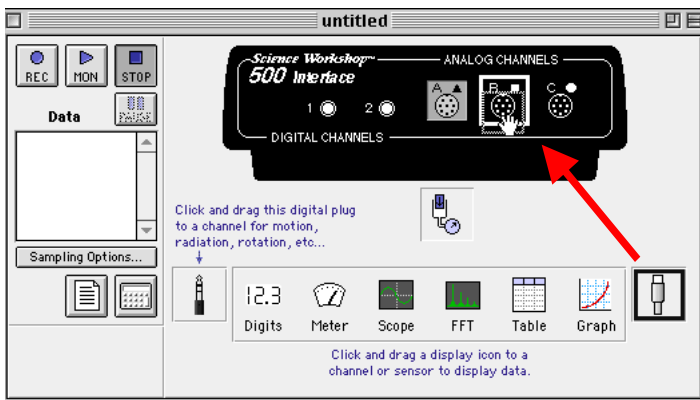 untitled
REC MON STOP
PAUSE
Data
Sampling Options...
Science Workshop™
500 Interface
ANALOG CHANNELS
A B C
1 2
DIGITAL CHANNELS
Click and drag this digital plug
to a channel for motion,
radiation, rotation, etc...
12.3
Digits Meter Scope FFT Table Graph
Click and drag a display icon to a
channel or sensor to display data.